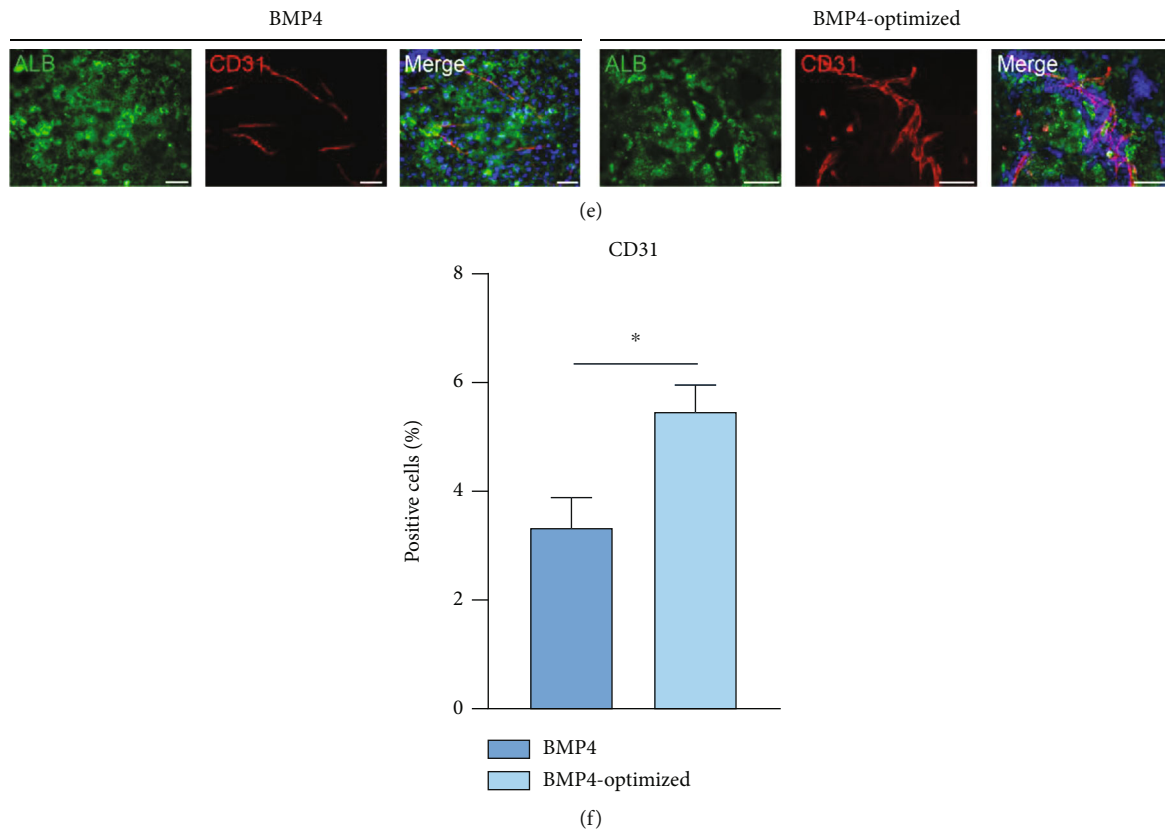 BMP4
BMP4-optimized
ALB
CD31
Merge
ALB
CD31
Merge
(e)
CD31
8
*
6
4
2
0
Positive cells (%)
BMP4
BMP4-optimized
(f)